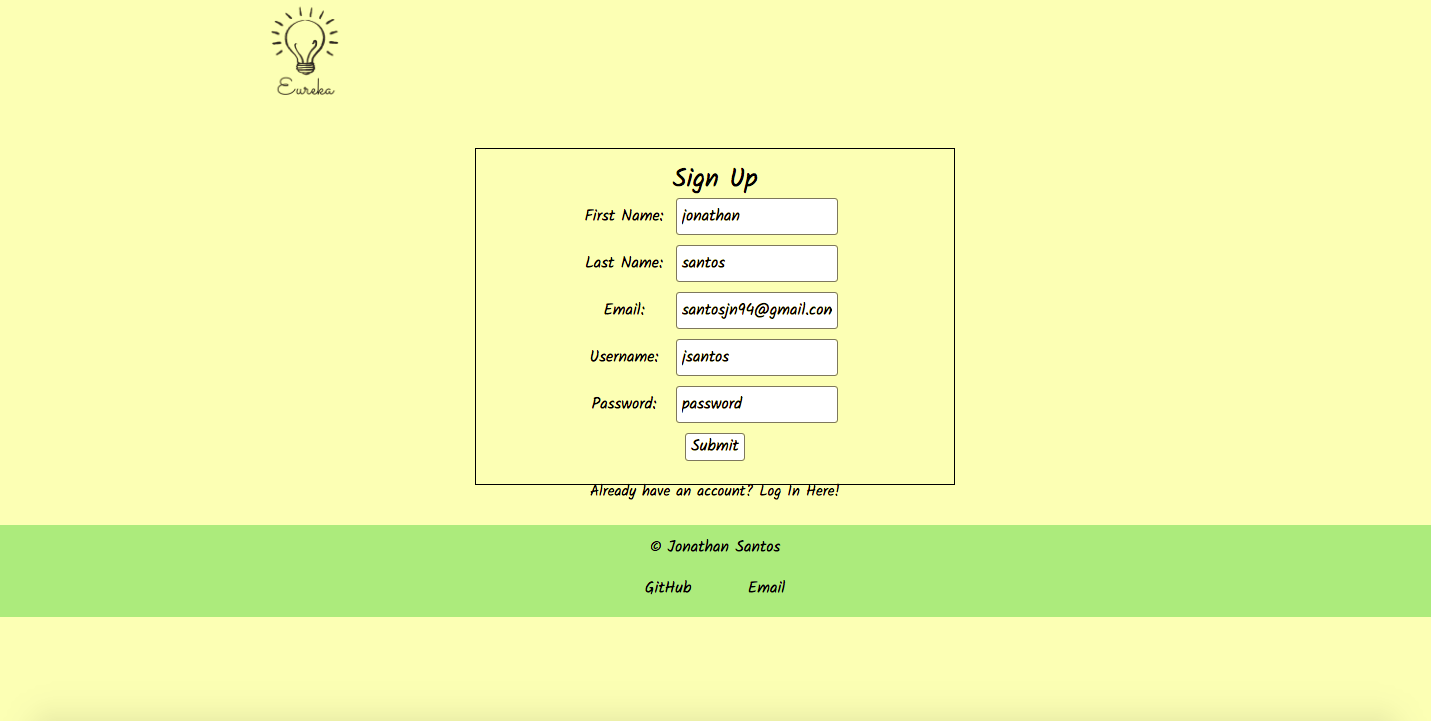 Eureka
Sign Up
First Name: jonathan
Last Name: santos
Email: santosjn94@gmail.con
Username: jsantos
Password: password
Submit
Already have an account? Log In Here!
© Jonathan Santos
GitHub Email